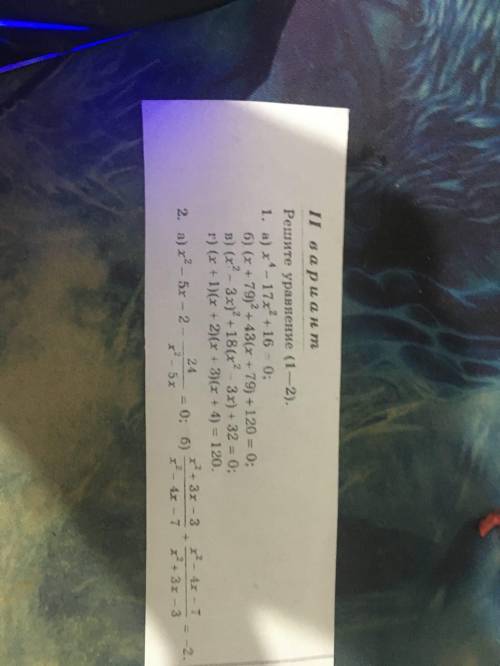 II вариант
Решите уравнение (1—2).
1. а) x⁴ − 17x² + 16 = 0;
б) (x + 79)² + 43(x + 79) + 120 = 0;
в) (x² − 3x)² + 18(x² − 3x) + 32 = 0;
г) (x + 1)(x + 2)(x + 3)(x + 4) = 120.
2. а) x² − 5x − 2 − 24/(x² − 5x) = 0; б) (x² + 3x − 3)/(x² − 4x − 7) + (x² − 4x − 7)/(x² + 3x − 3) = −2.